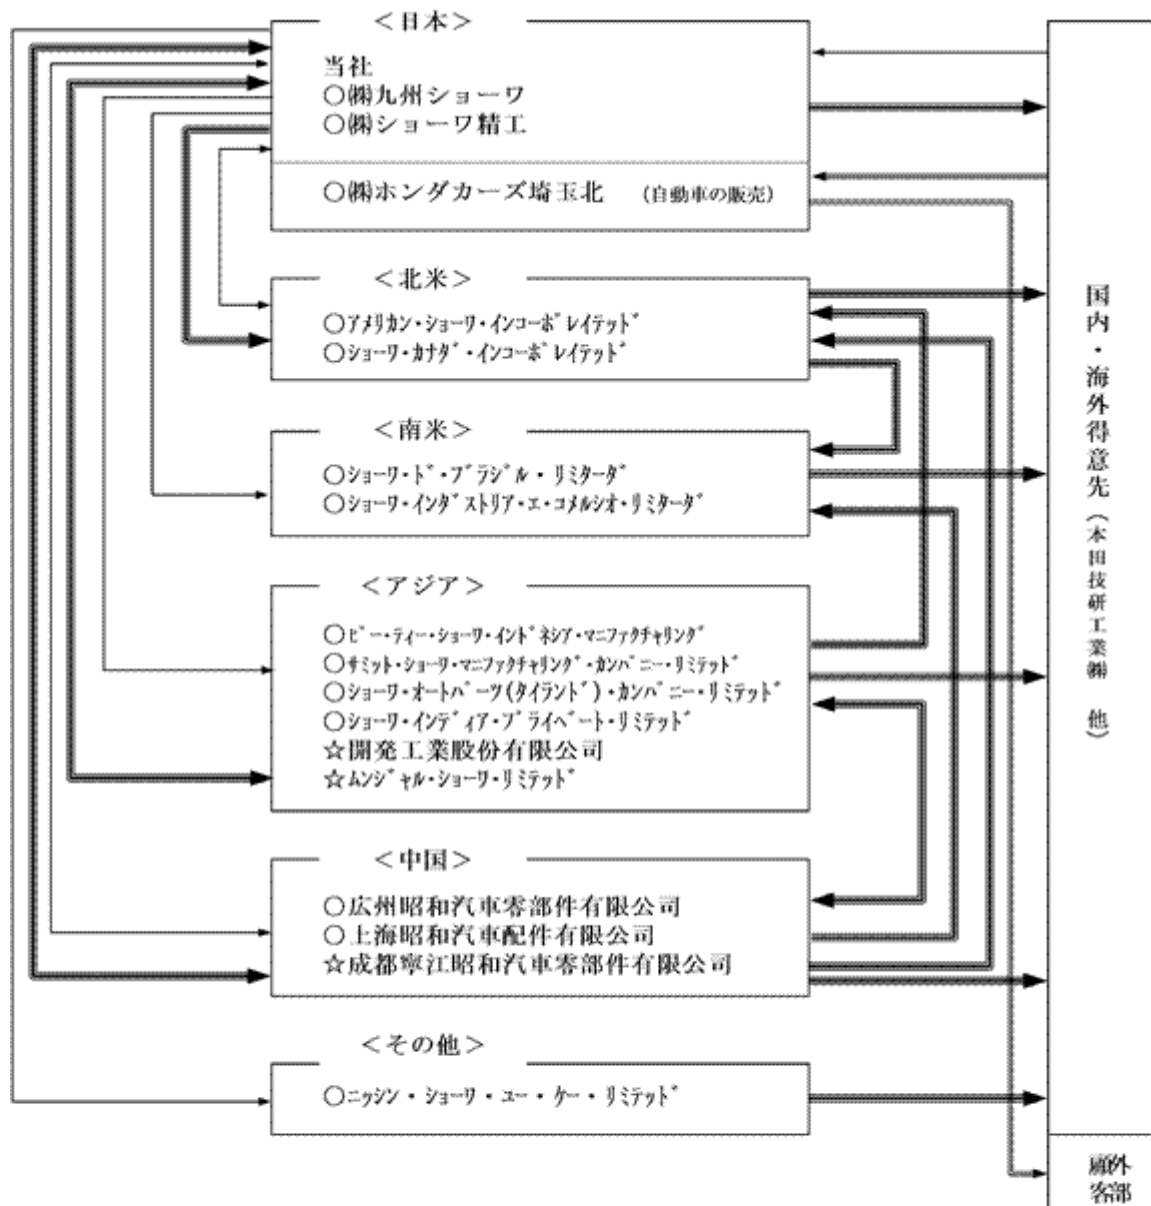 ＜日本＞
当社
○㈱九州ショーワ
○㈱ショーワ精工
○㈱ホンダカーズ埼玉北　（自動車の販売）
＜北米＞
○ｱﾒﾘｶﾝ・ｼｮｰﾜ・ｲﾝｺｰﾎﾟﾚｲﾃｯﾄﾞ
○ｼｮｰﾜ・ｶﾅﾀﾞ・ｲﾝｺｰﾎﾟﾚｲﾃｯﾄﾞ
＜南米＞
○ｼｮｰﾜ・ﾄﾞ・ﾌﾞﾗｼﾞﾙ・ﾘﾐﾀｰﾀﾞ
○ｼｮｰﾜ・ｲﾝﾀﾞｽﾄﾘｱ・ｴ・ｺﾒﾙｼｵ・ﾘﾐﾀｰﾀﾞ
＜アジア＞
○ﾋﾟｰ・ﾃｨｰ・ｼｮｰﾜ・ｲﾝﾄﾞﾈｼｱ・ﾏﾆﾌｧｸﾁｬﾘﾝｸﾞ
○ｻﾐｯﾄ・ｼｮｰﾜ・ﾏﾆﾌｧｸﾁｬﾘﾝｸﾞ・ｶﾝﾊﾟﾆｰ・ﾘﾐﾃｯﾄﾞ
○ｼｮｰﾜ・ｵｰﾄﾊﾟｰﾂ(ﾀｲﾗﾝﾄﾞ)・ｶﾝﾊﾟﾆｰ・ﾘﾐﾃｯﾄﾞ
○ｼｮｰﾜ・ｲﾝﾃﾞｨｱ・ﾌﾟﾗｲﾍﾞｰﾄ・ﾘﾐﾃｯﾄﾞ
☆開発工業股份有限公司
☆ﾑﾝｼﾞｬﾙ・ｼｮｰﾜ・ﾘﾐﾃｯﾄﾞ
＜中国＞
○広州昭和汽車零部件有限公司
○上海昭和汽車配件有限公司
☆成都寧江昭和汽車零部件有限公司
＜その他＞
○ﾆｯｼﾝ・ｼｮｰﾜ・ﾕｰ・ｹｰ・ﾘﾐﾃｯﾄﾞ
国内・海外得意先（本田技研工業㈱　他）
外部
顧客